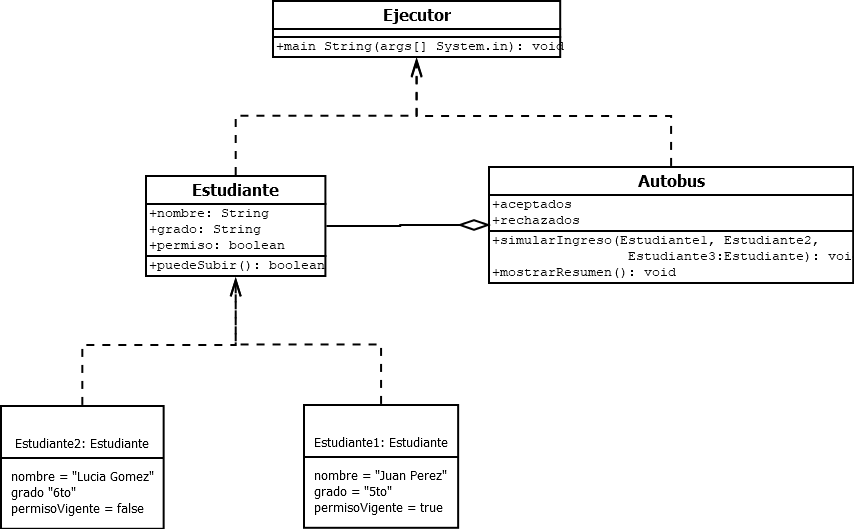 Ejecutor
+main String(args[] System.in): void
Estudiante
+nombre: String
+grado: String
+permiso: boolean
+puedeSubir(): boolean
Autobus
+aceptados
+rechazados
+simularIngreso(Estudiante1, Estudiante2,
Estudiante3:Estudiante): voi
+mostrarResumen(): void
Estudiante2: Estudiante
nombre = "Lucia Gomez"
grado "6to"
permisoVigente = false
Estudiante1: Estudiante
nombre = "Juan Perez"
grado = "5to"
permisoVigente = true